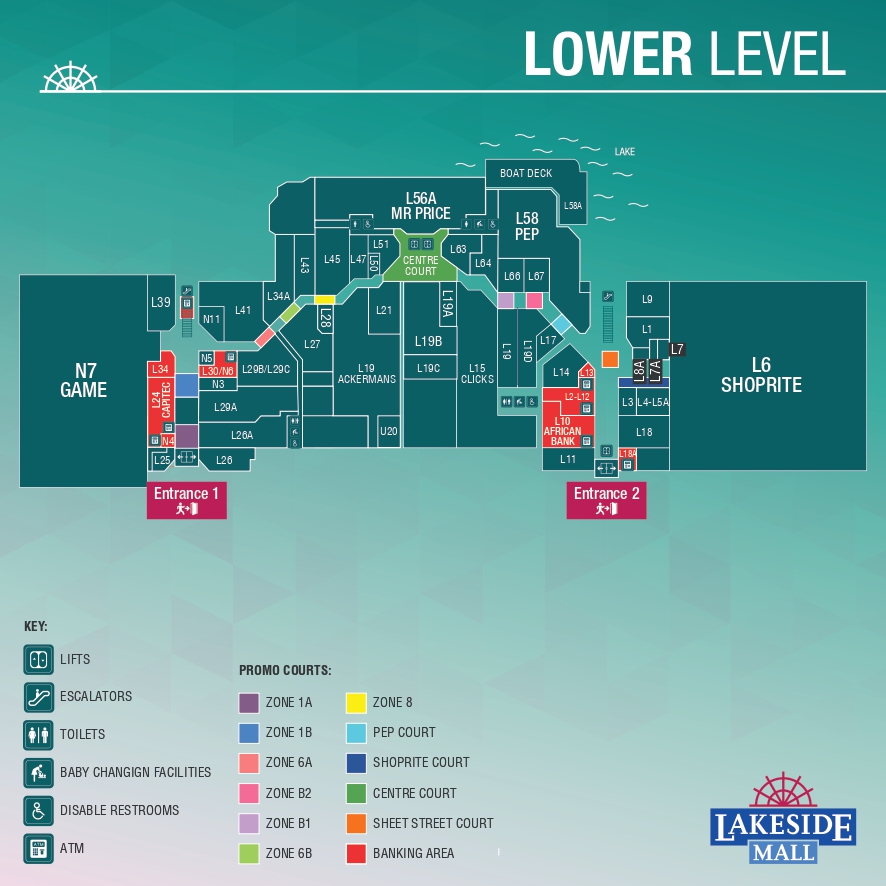 LOWER LEVEL
LAKE
BOAT DECK
L58A
L56A
MR PRICE
L58
PEP
L51
L63
L43
L45
L47
L50
CENTRE
COURT
L64
L66
L67
L39
N11
L41
L34A
L28
L21
L19A
L9
L1
L7
L27
L19B
L19
L19D
L17
N5
L30/N6
L29B/L29C
L34
N3
L19
ACKERMANS
L19C
L15
CLICKS
L14
L13
L8A
L7A
N7
GAME
L6
SHOPRITE
L24
CAPITEC
L29A
L2-L12
L3
L4-L5A
L10
AFRICAN
BANK
N4
L26A
U20
L18
L25
L26
L11
L18A
Entrance 1
Entrance 2
KEY:
LIFTS
ESCALATORS
TOILETS
BABY CHANGIGN FACILITIES
DISABLE RESTROOMS
ATM
ATM
PROMO COURTS:
ZONE 1A
ZONE 1B
ZONE 6A
ZONE B2
ZONE B1
ZONE 6B
ZONE 8
PEP COURT
SHOPRITE COURT
CENTRE COURT
SHEET STREET COURT
BANKING AREA
LAKESIDE
MALL